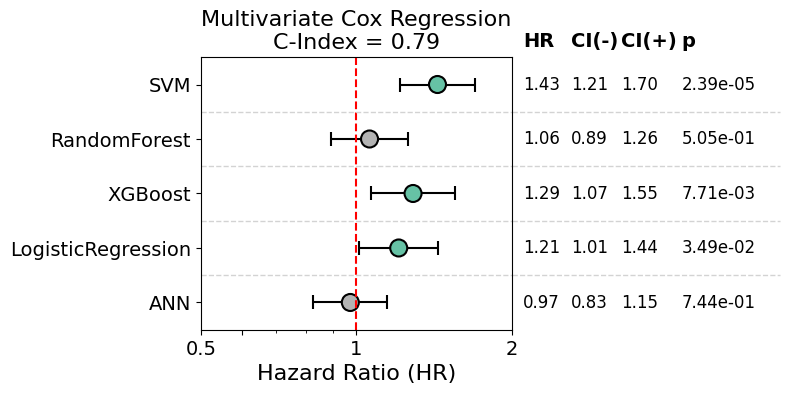 Multivariate Cox Regression
C-Index = 0.79
HR CI(-) CI(+) p
SVM 1.43 1.21 1.70 2.39e-05
RandomForest 1.06 0.89 1.26 5.05e-01
XGBoost 1.29 1.07 1.55 7.71e-03
LogisticRegression 1.21 1.01 1.44 3.49e-02
ANN 0.97 0.83 1.15 7.44e-01
0.5 1 2
Hazard Ratio (HR)